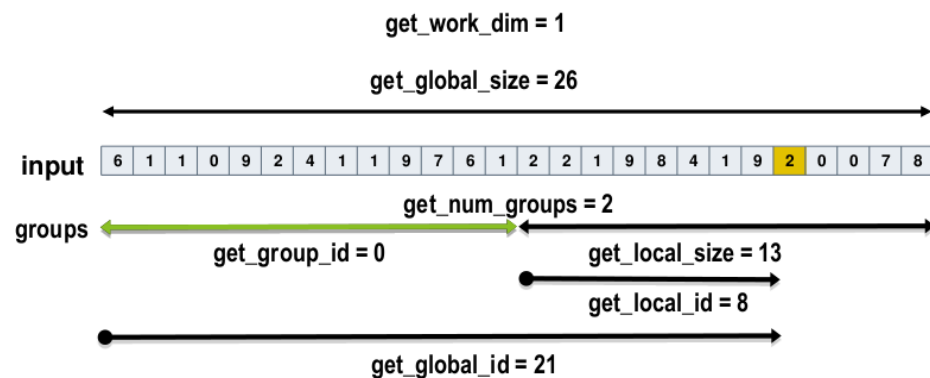 get_work_dim = 1
get_global_size = 26
input 6 1 1 0 9 2 4 1 1 9 7 6 1 2 2 1 9 8 4 1 9 2 0 0 7 8
get_num_groups = 2
groups
get_group_id = 0 get_local_size = 13
get_local_id = 8
get_global_id = 21